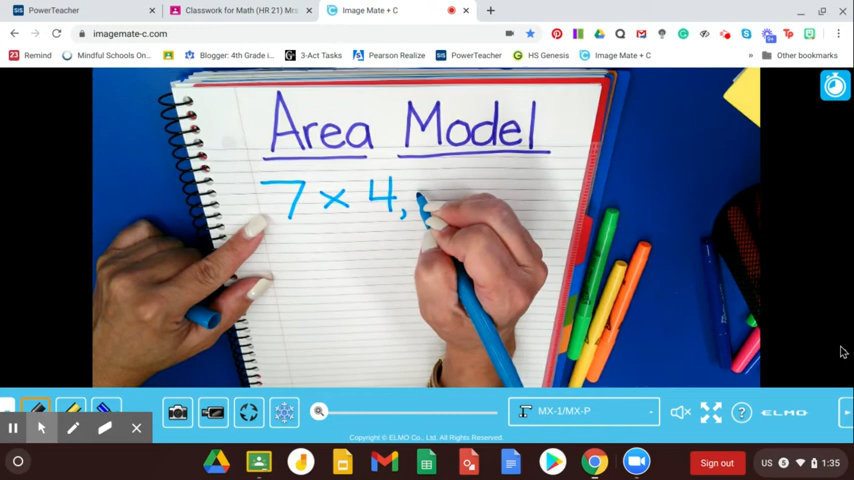 PowerTeacher
Classwork for Math (HR 21) Mrs
Image Mate + C
imagemate-c.com
Remind
Mindful Schools On...
Blogger: 4th Grade i...
3-Act Tasks
Pearson Realize
PowerTeacher
HS Genesis
Image Mate + C
Other bookmarks
Area Model
7 × 4,
MX-1/MX-P
ELMO
Copyright © ELMO Co., Ltd. All Rights Reserved.
Sign out
US
1:35